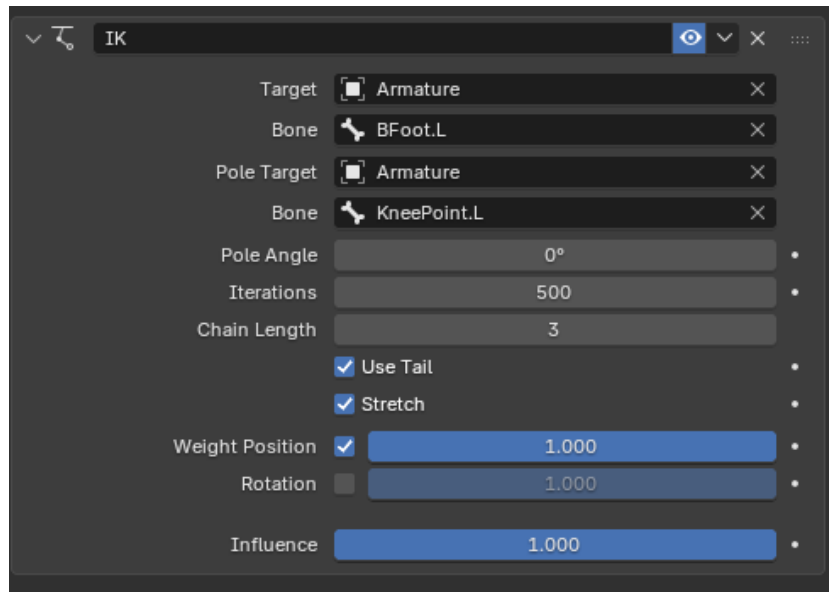 IK
Target Armature
Bone BFoot.L
Pole Target Armature
Bone KneePoint.L
Pole Angle 0°
Iterations 500
Chain Length 3
Use Tail
Stretch
Weight Position 1.000
Rotation 1.000
Influence 1.000